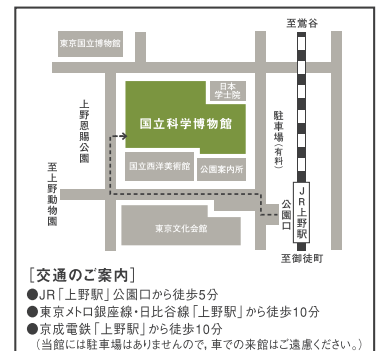 至鶯谷
東京国立博物館
日本
学士院
上野恩賜公園
国立科学博物館
駐車場(有料)
国立西洋美術館
公園案内所
至上野動物園
公園口
JR上野駅
東京文化会館
至御徒町
[交通のご案内]
●JR「上野駅」公園口から徒歩5分
●東京メトロ銀座線・日比谷線「上野駅」から徒歩10分
●京成電鉄「上野駅」から徒歩10分
(当館には駐車場はありませんので,車での来館はご遠慮ください。)